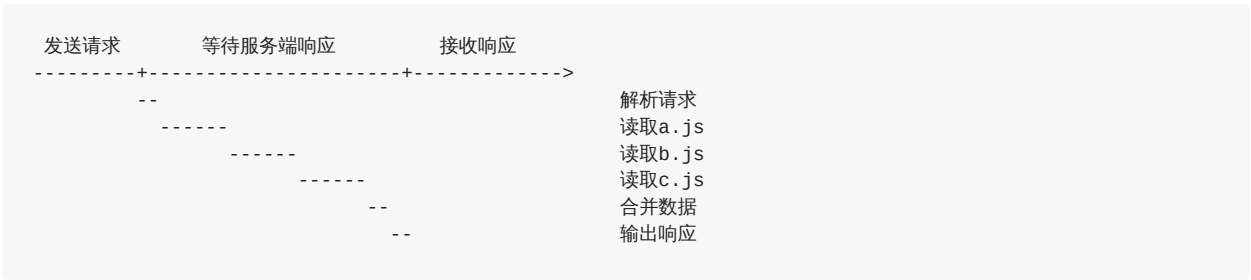 发送请求 等待服务端响应 接收响应
---------+----------------------+------------->
-- 解析请求
------ 读取a.js
------ 读取b.js
------ 读取c.js
-- 合并数据
-- 输出响应